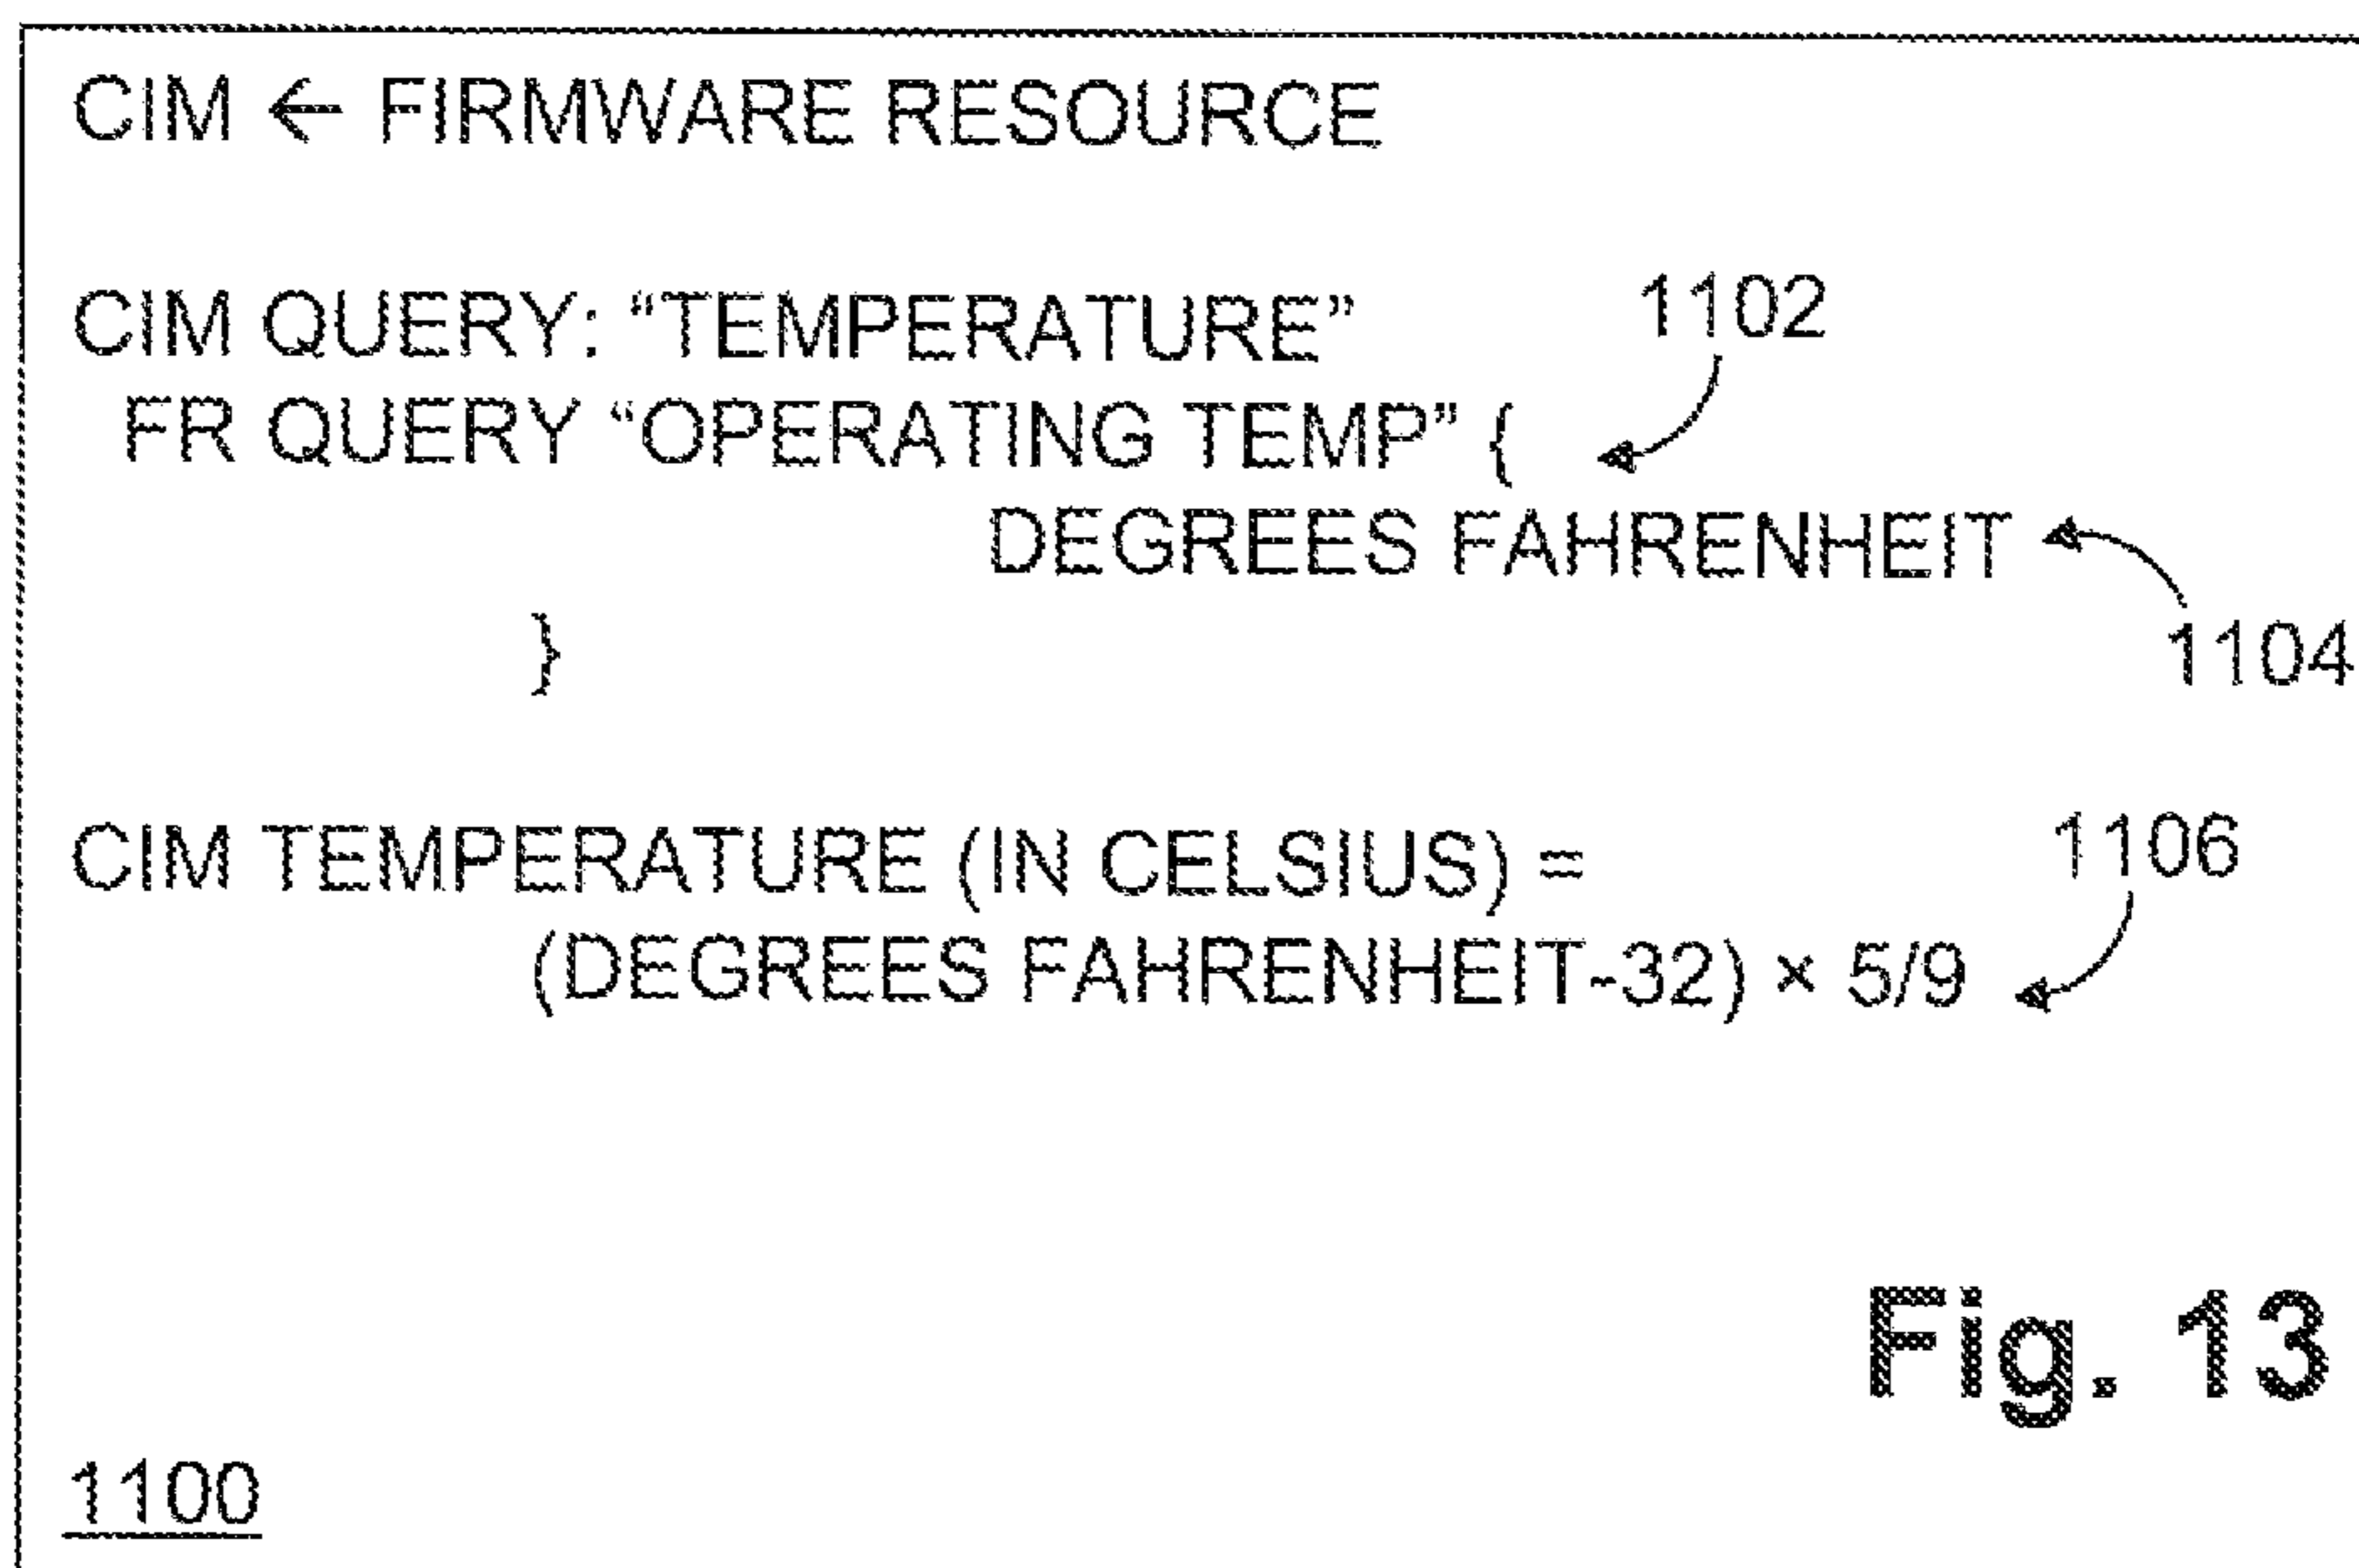 CIM ← FIRMWARE RESOURCE
CIM QUERY: “TEMPERATURE”
1102
FR QUERY “OPERATING TEMP” {
DEGREES FAHRENHEIT
}
1104
CIM TEMPERATURE (IN CELSIUS) =
1106
(DEGREES FAHRENHEIT-32) × 5/9
Fig. 13
1100